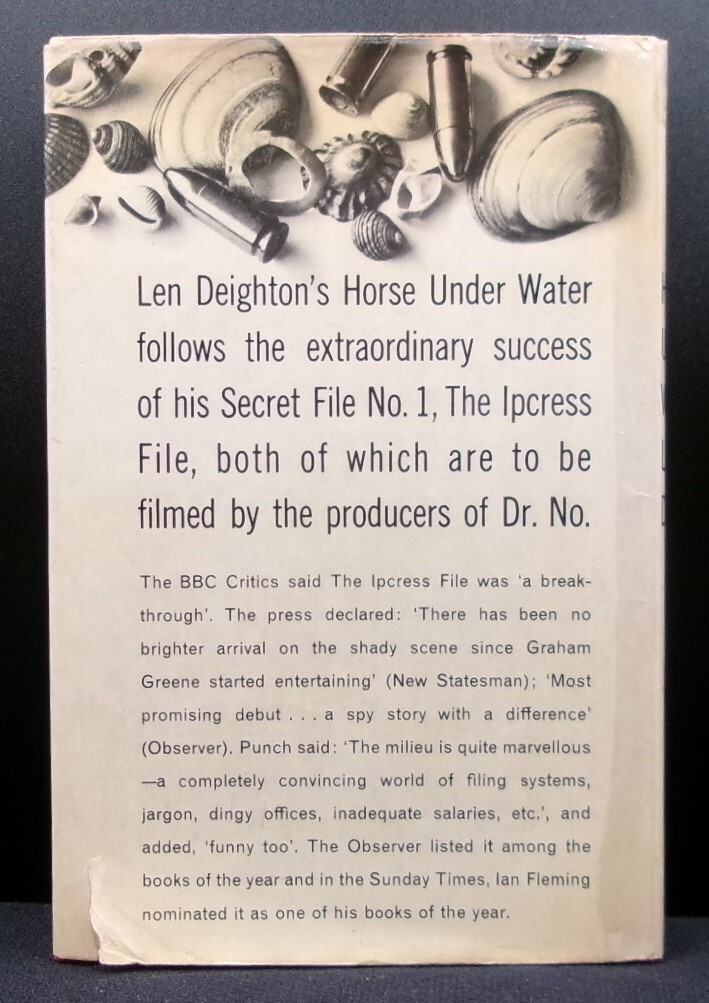 Len Deighton's Horse Under Water
follows the extraordinary success
of his Secret File No. 1, The Ipcress
File, both of which are to be
filmed by the producers of Dr. No.
The BBC Critics said The Ipcress File was 'a break-
through'. The press declared: 'There has been no
brighter arrival on the shady scene since Graham
Greene started entertaining' (New Statesman); 'Most
promising debut . . . a spy story with a difference'
(Observer). Punch said: 'The milieu is quite marvellous
—a completely convincing world of filing systems,
jargon, dingy offices, inadequate salaries, etc.', and
added, 'funny too'. The Observer listed it among the
books of the year and in the Sunday Times, Ian Fleming
nominated it as one of his books of the year.